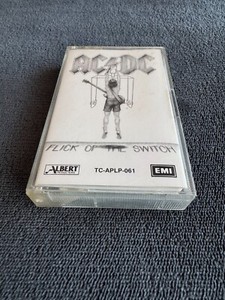 AC/DC
FLICK OF THE SWITCH
ALBERT
TC-APLP-061
EMI